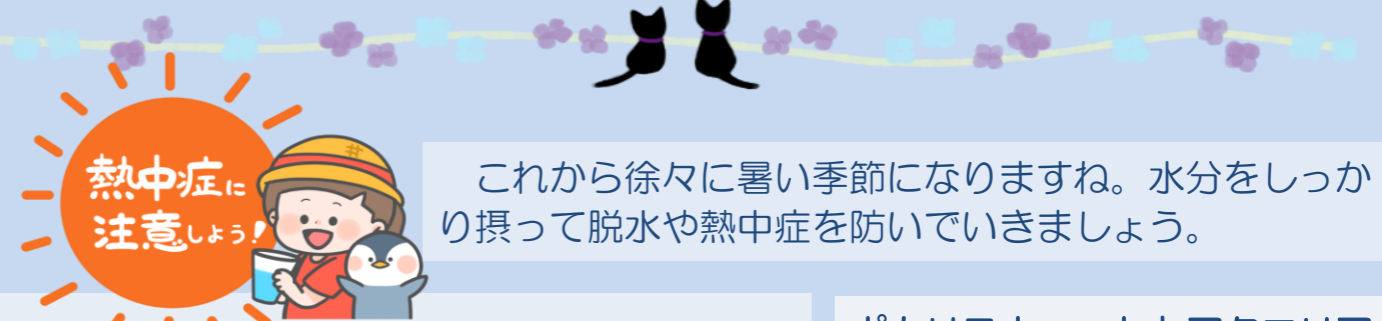 熱中症に
注意しよう!
　これから徐々に暑い季節になりますね。水分をしっか
り摂って脱水や熱中症を防いでいきましょう。